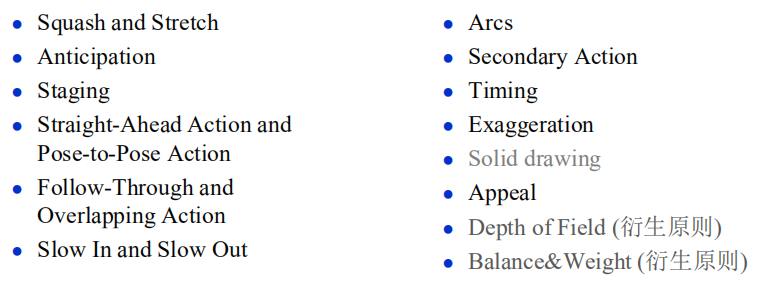 Squash and Stretch
Anticipation
Staging
Straight-Ahead Action and
Pose-to-Pose Action
Follow-Through and
Overlapping Action
Slow In and Slow Out
Arcs
Secondary Action
Timing
Exaggeration
Solid drawing
Appeal
Depth of Field (衍生原则)
Balance&Weight (衍生原则)